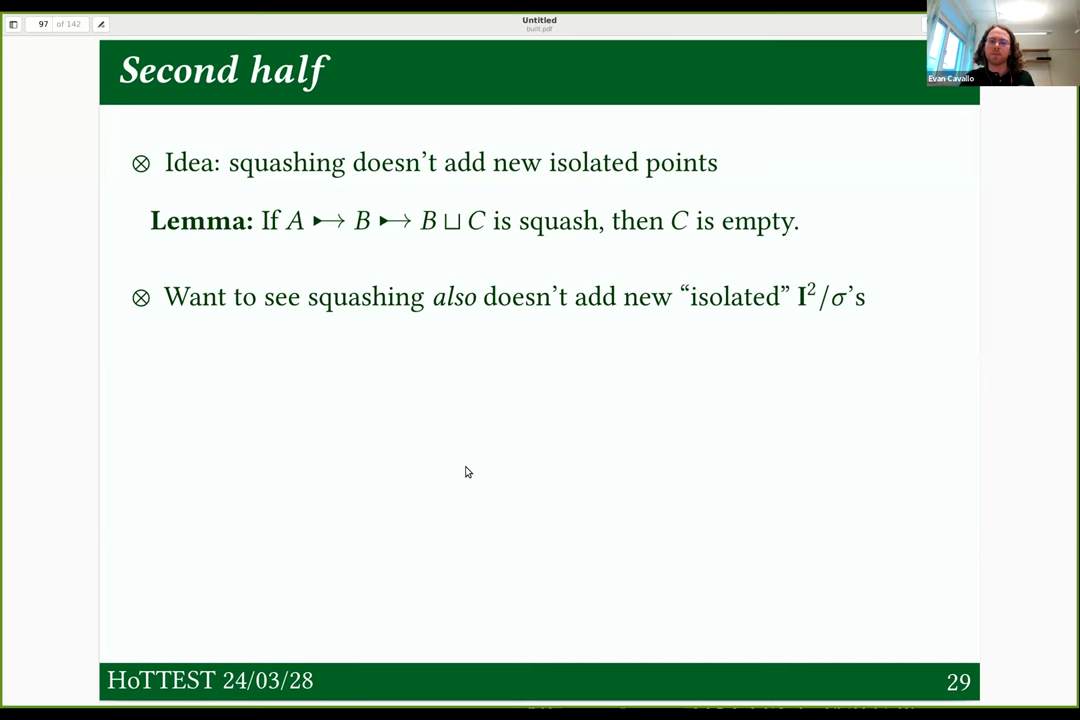 97 of 142
Untitled
built.pdf
Evan Cavallo
Second half
⊗ Idea: squashing doesn’t add new isolated points
Lemma: If A ▸→ B ▸→ B ⊔ C is squash, then C is empty.
⊗ Want to see squashing also doesn’t add new “isolated” I²/σ’s
HoTTEST 24/03/28
29